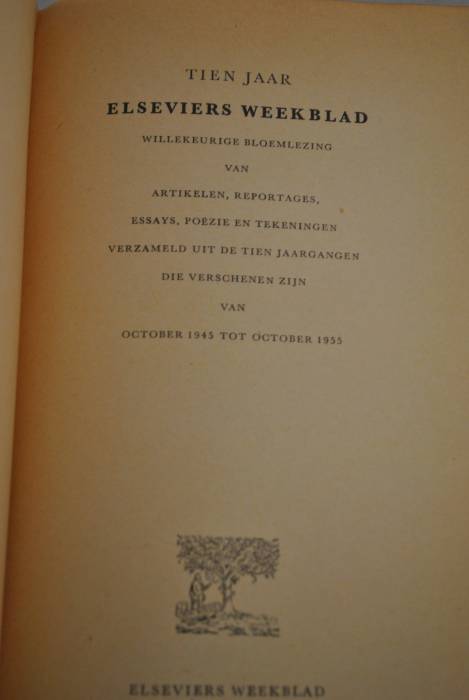 TIEN JAAR
ELSEVIERS WEEKBLAD
WILLEKEURIGE BLOEMLEZING
VAN
ARTIKELEN, REPORTAGES,
ESSAYS, POËZIE EN TEKENINGEN
VERZAMELD UIT DE TIEN JAARGANGEN
DIE VERSCHENEN ZIJN
VAN
OCTOBER 1945 TOT OCTOBER 1955
ELSEVIERS WEEKBLAD